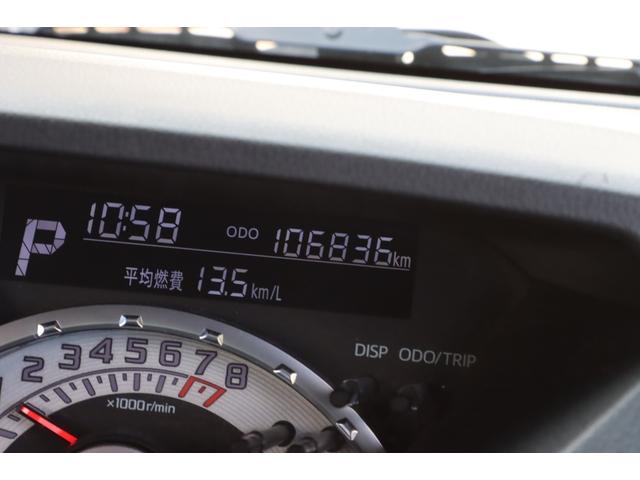 P 10:58 ODO 106836km
平均燃費 13.5km/L
DISP ODO/TRIP
2 3 4 5 6 7 8
×1000r/min